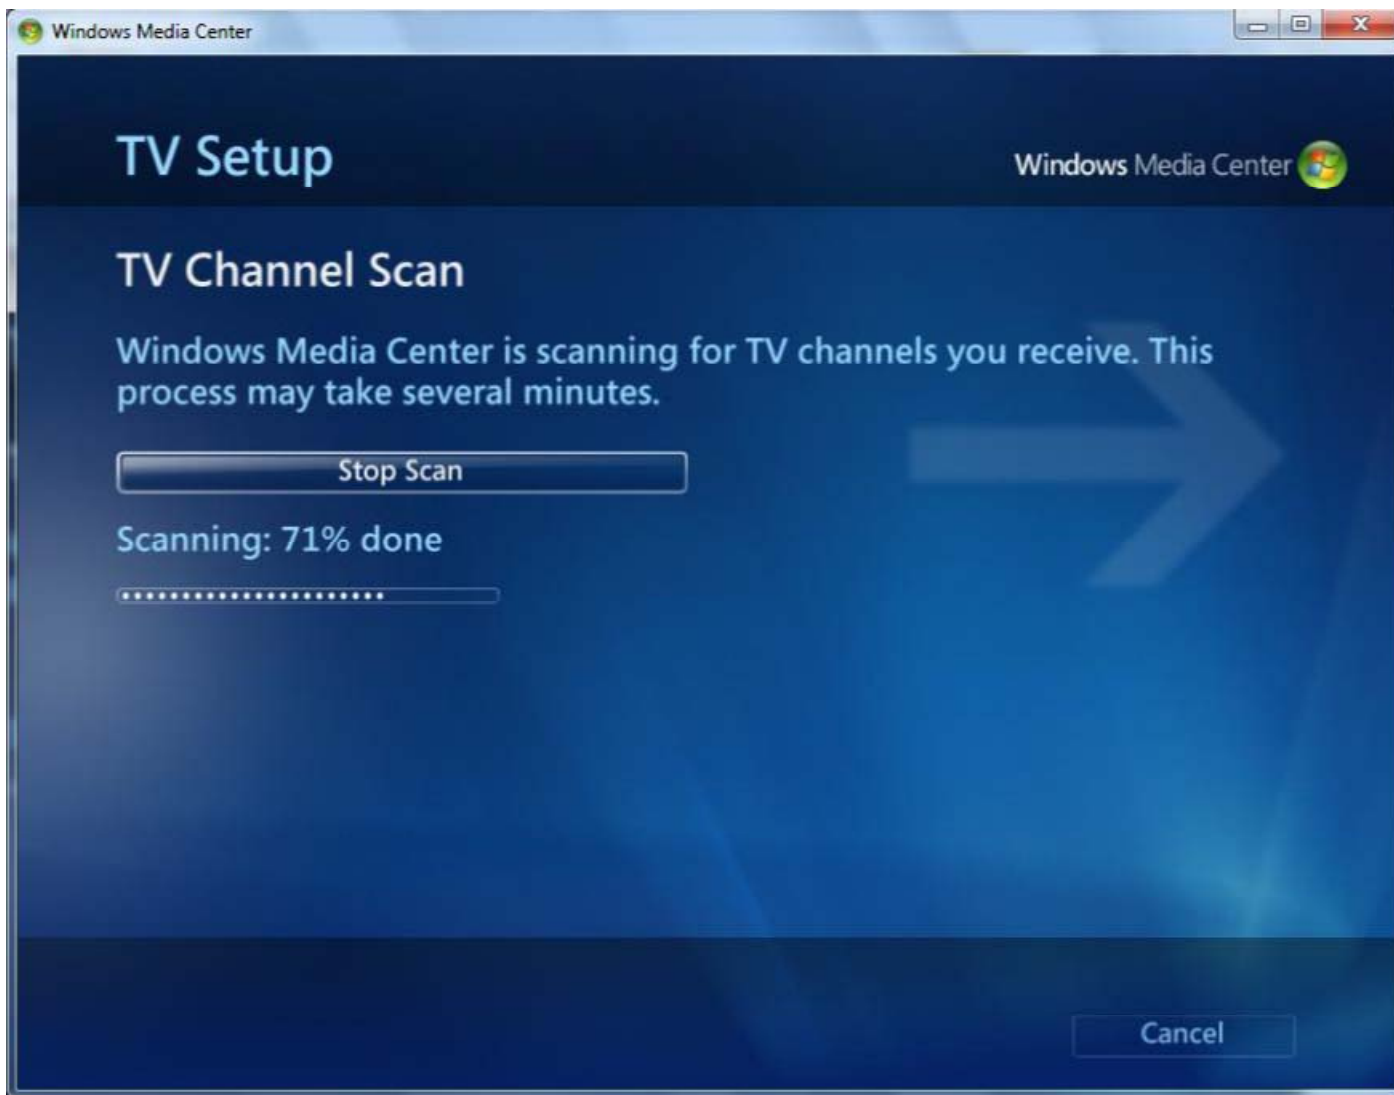 Windows Media Center
TV Setup
Windows Media Center
TV Channel Scan
Windows Media Center is scanning for TV channels you receive. This
process may take several minutes.
Stop Scan
Scanning: 71% done
Cancel